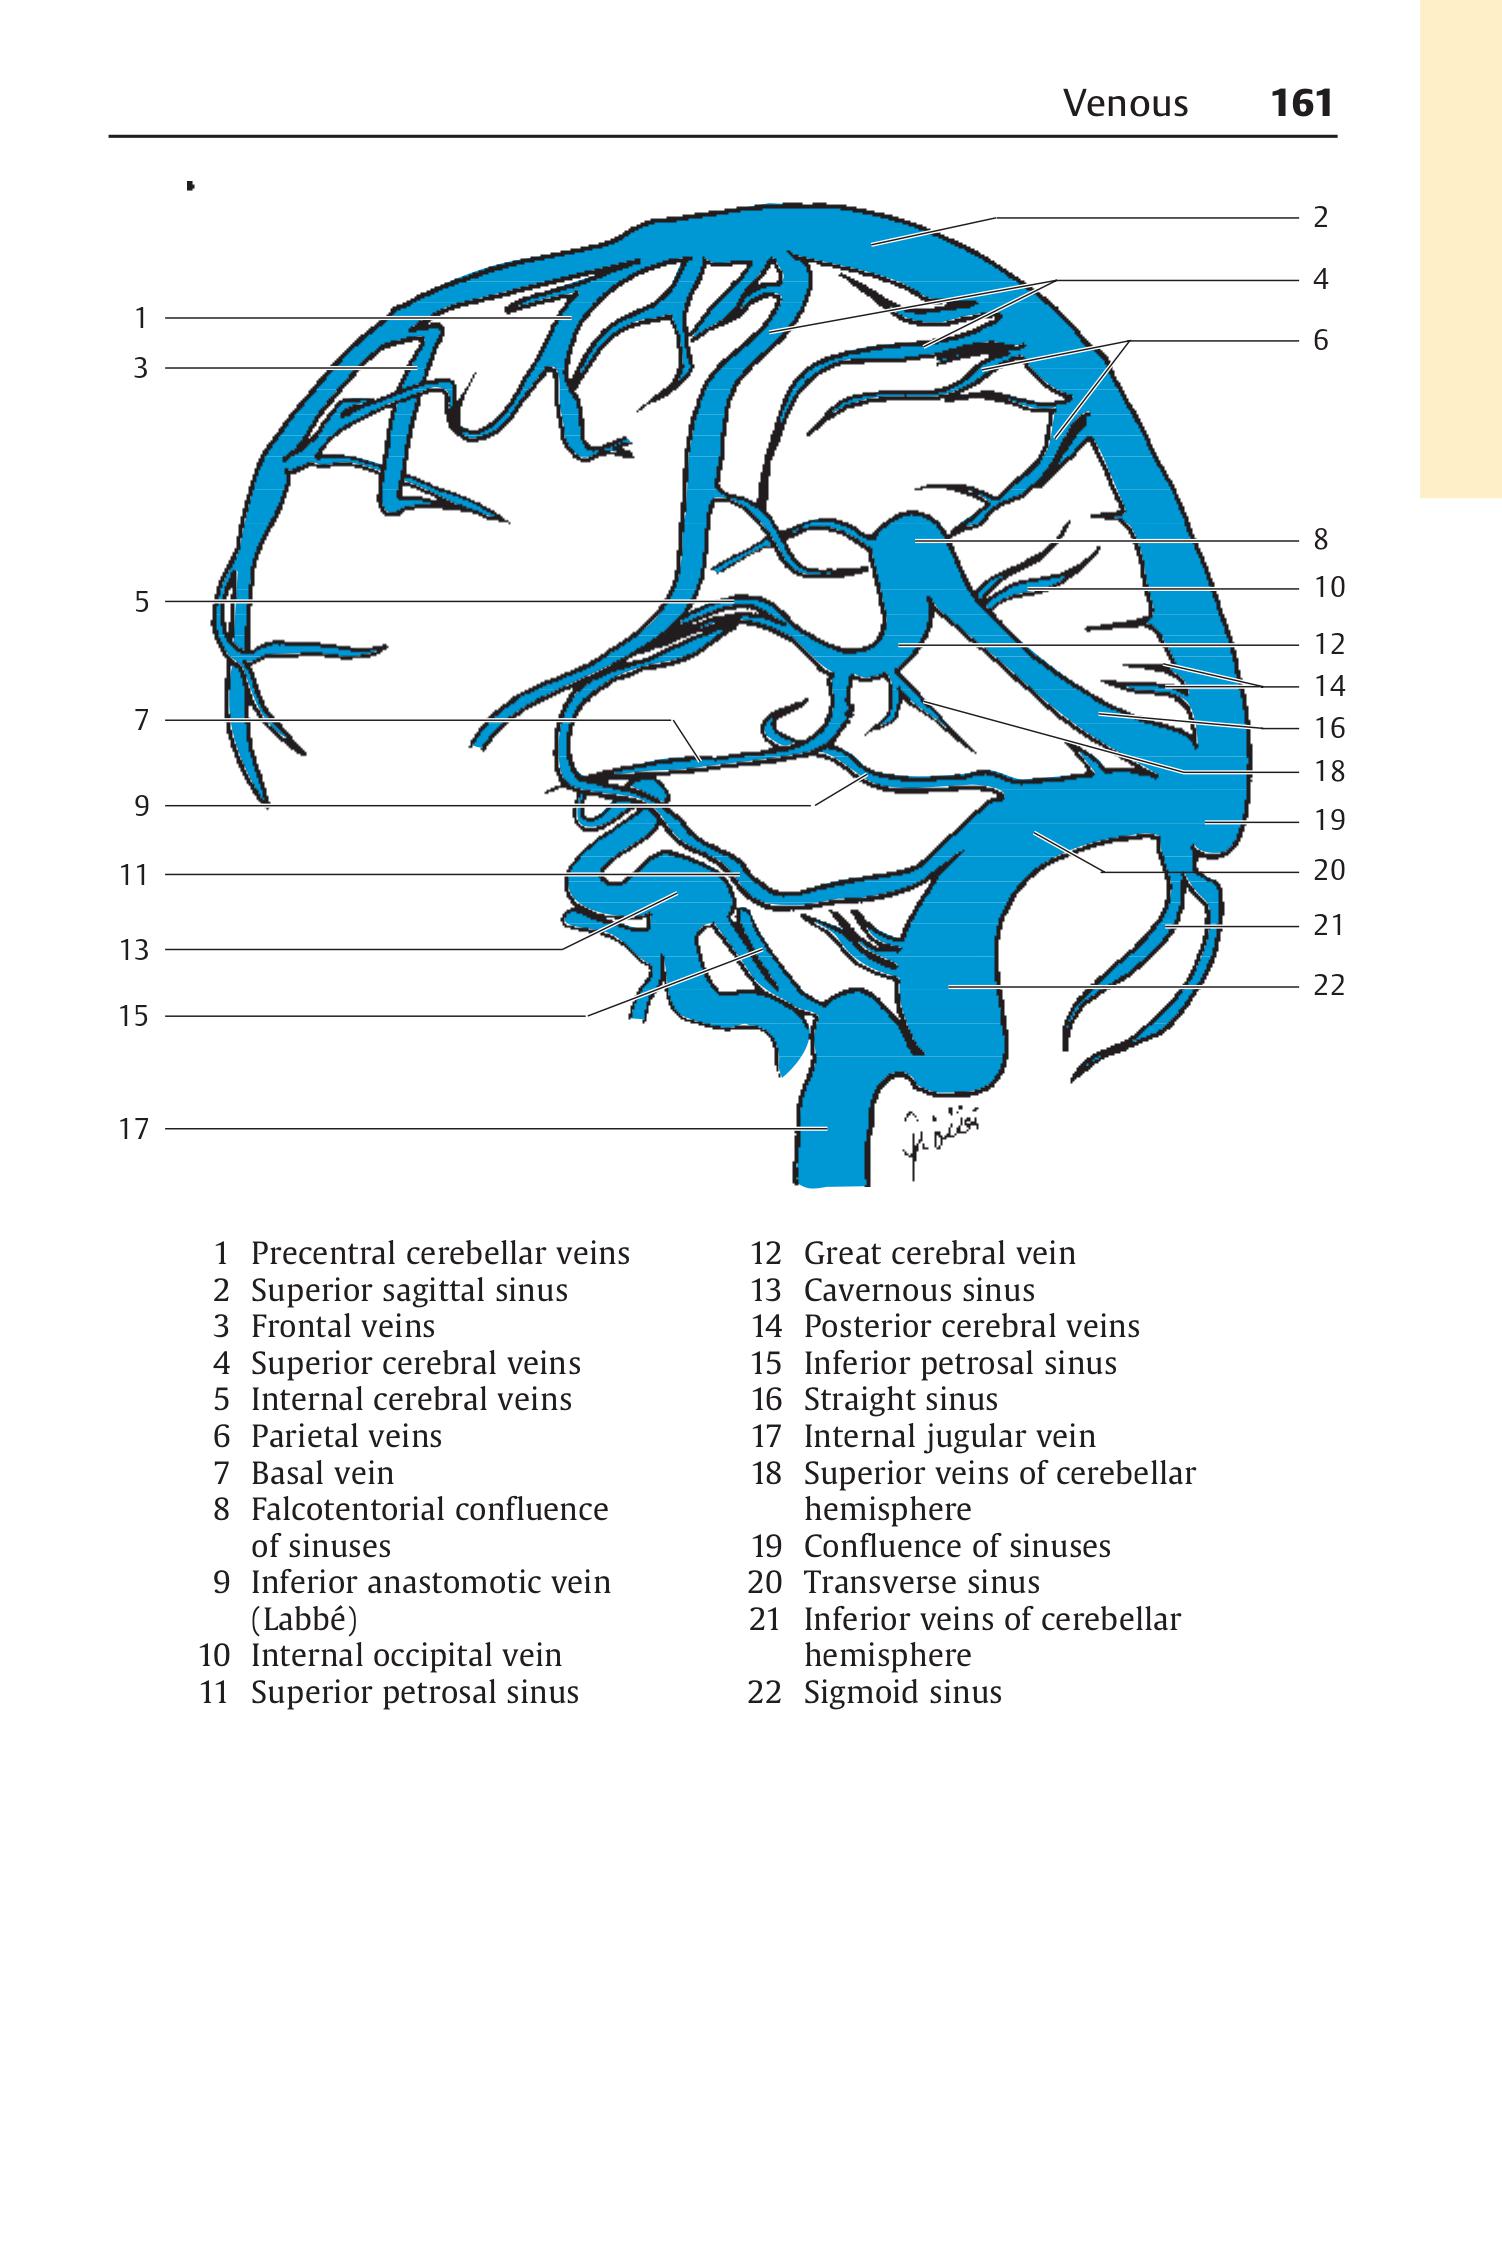 Venous 161
2
4
1
6
3
8
10
5
12
14
7
16
18
9
19
20
11
21
13
22
15
17
1 Precentral cerebellar veins
2 Superior sagittal sinus
3 Frontal veins
4 Superior cerebral veins
5 Internal cerebral veins
6 Parietal veins
7 Basal vein
8 Falcotentorial confluence
of sinuses
9 Inferior anastomotic vein
(Labbé)
10 Internal occipital vein
11 Superior petrosal sinus
12 Great cerebral vein
13 Cavernous sinus
14 Posterior cerebral veins
15 Inferior petrosal sinus
16 Straight sinus
17 Internal jugular vein
18 Superior veins of cerebellar
hemisphere
19 Confluence of sinuses
20 Transverse sinus
21 Inferior veins of cerebellar
hemisphere
22 Sigmoid sinus